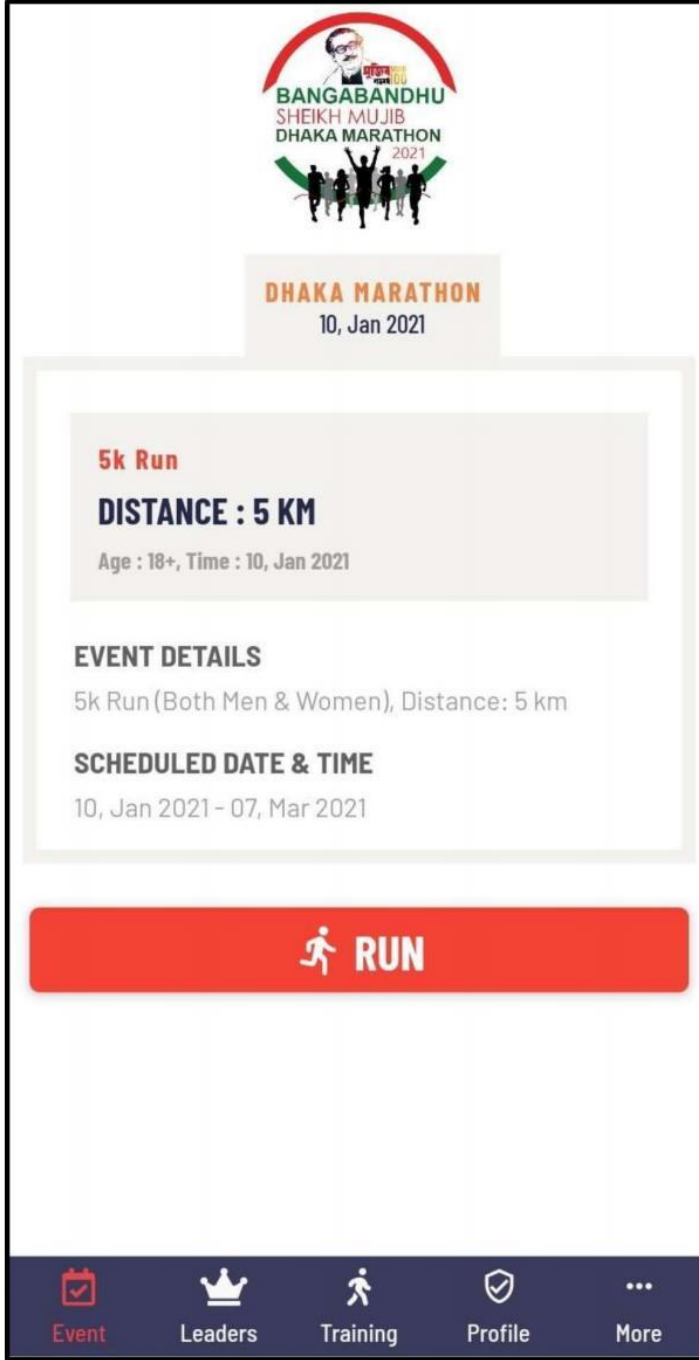 মুজিব
100
BANGABANDHU
SHEIKH MUJIB
DHAKA MARATHON
2021
DHAKA MARATHON
10, Jan 2021
5k Run
DISTANCE : 5 KM
Age : 18+, Time : 10, Jan 2021
EVENT DETAILS
5k Run (Both Men & Women), Distance: 5 km
SCHEDULED DATE & TIME
10, Jan 2021 - 07, Mar 2021
RUN
Event Leaders Training Profile More